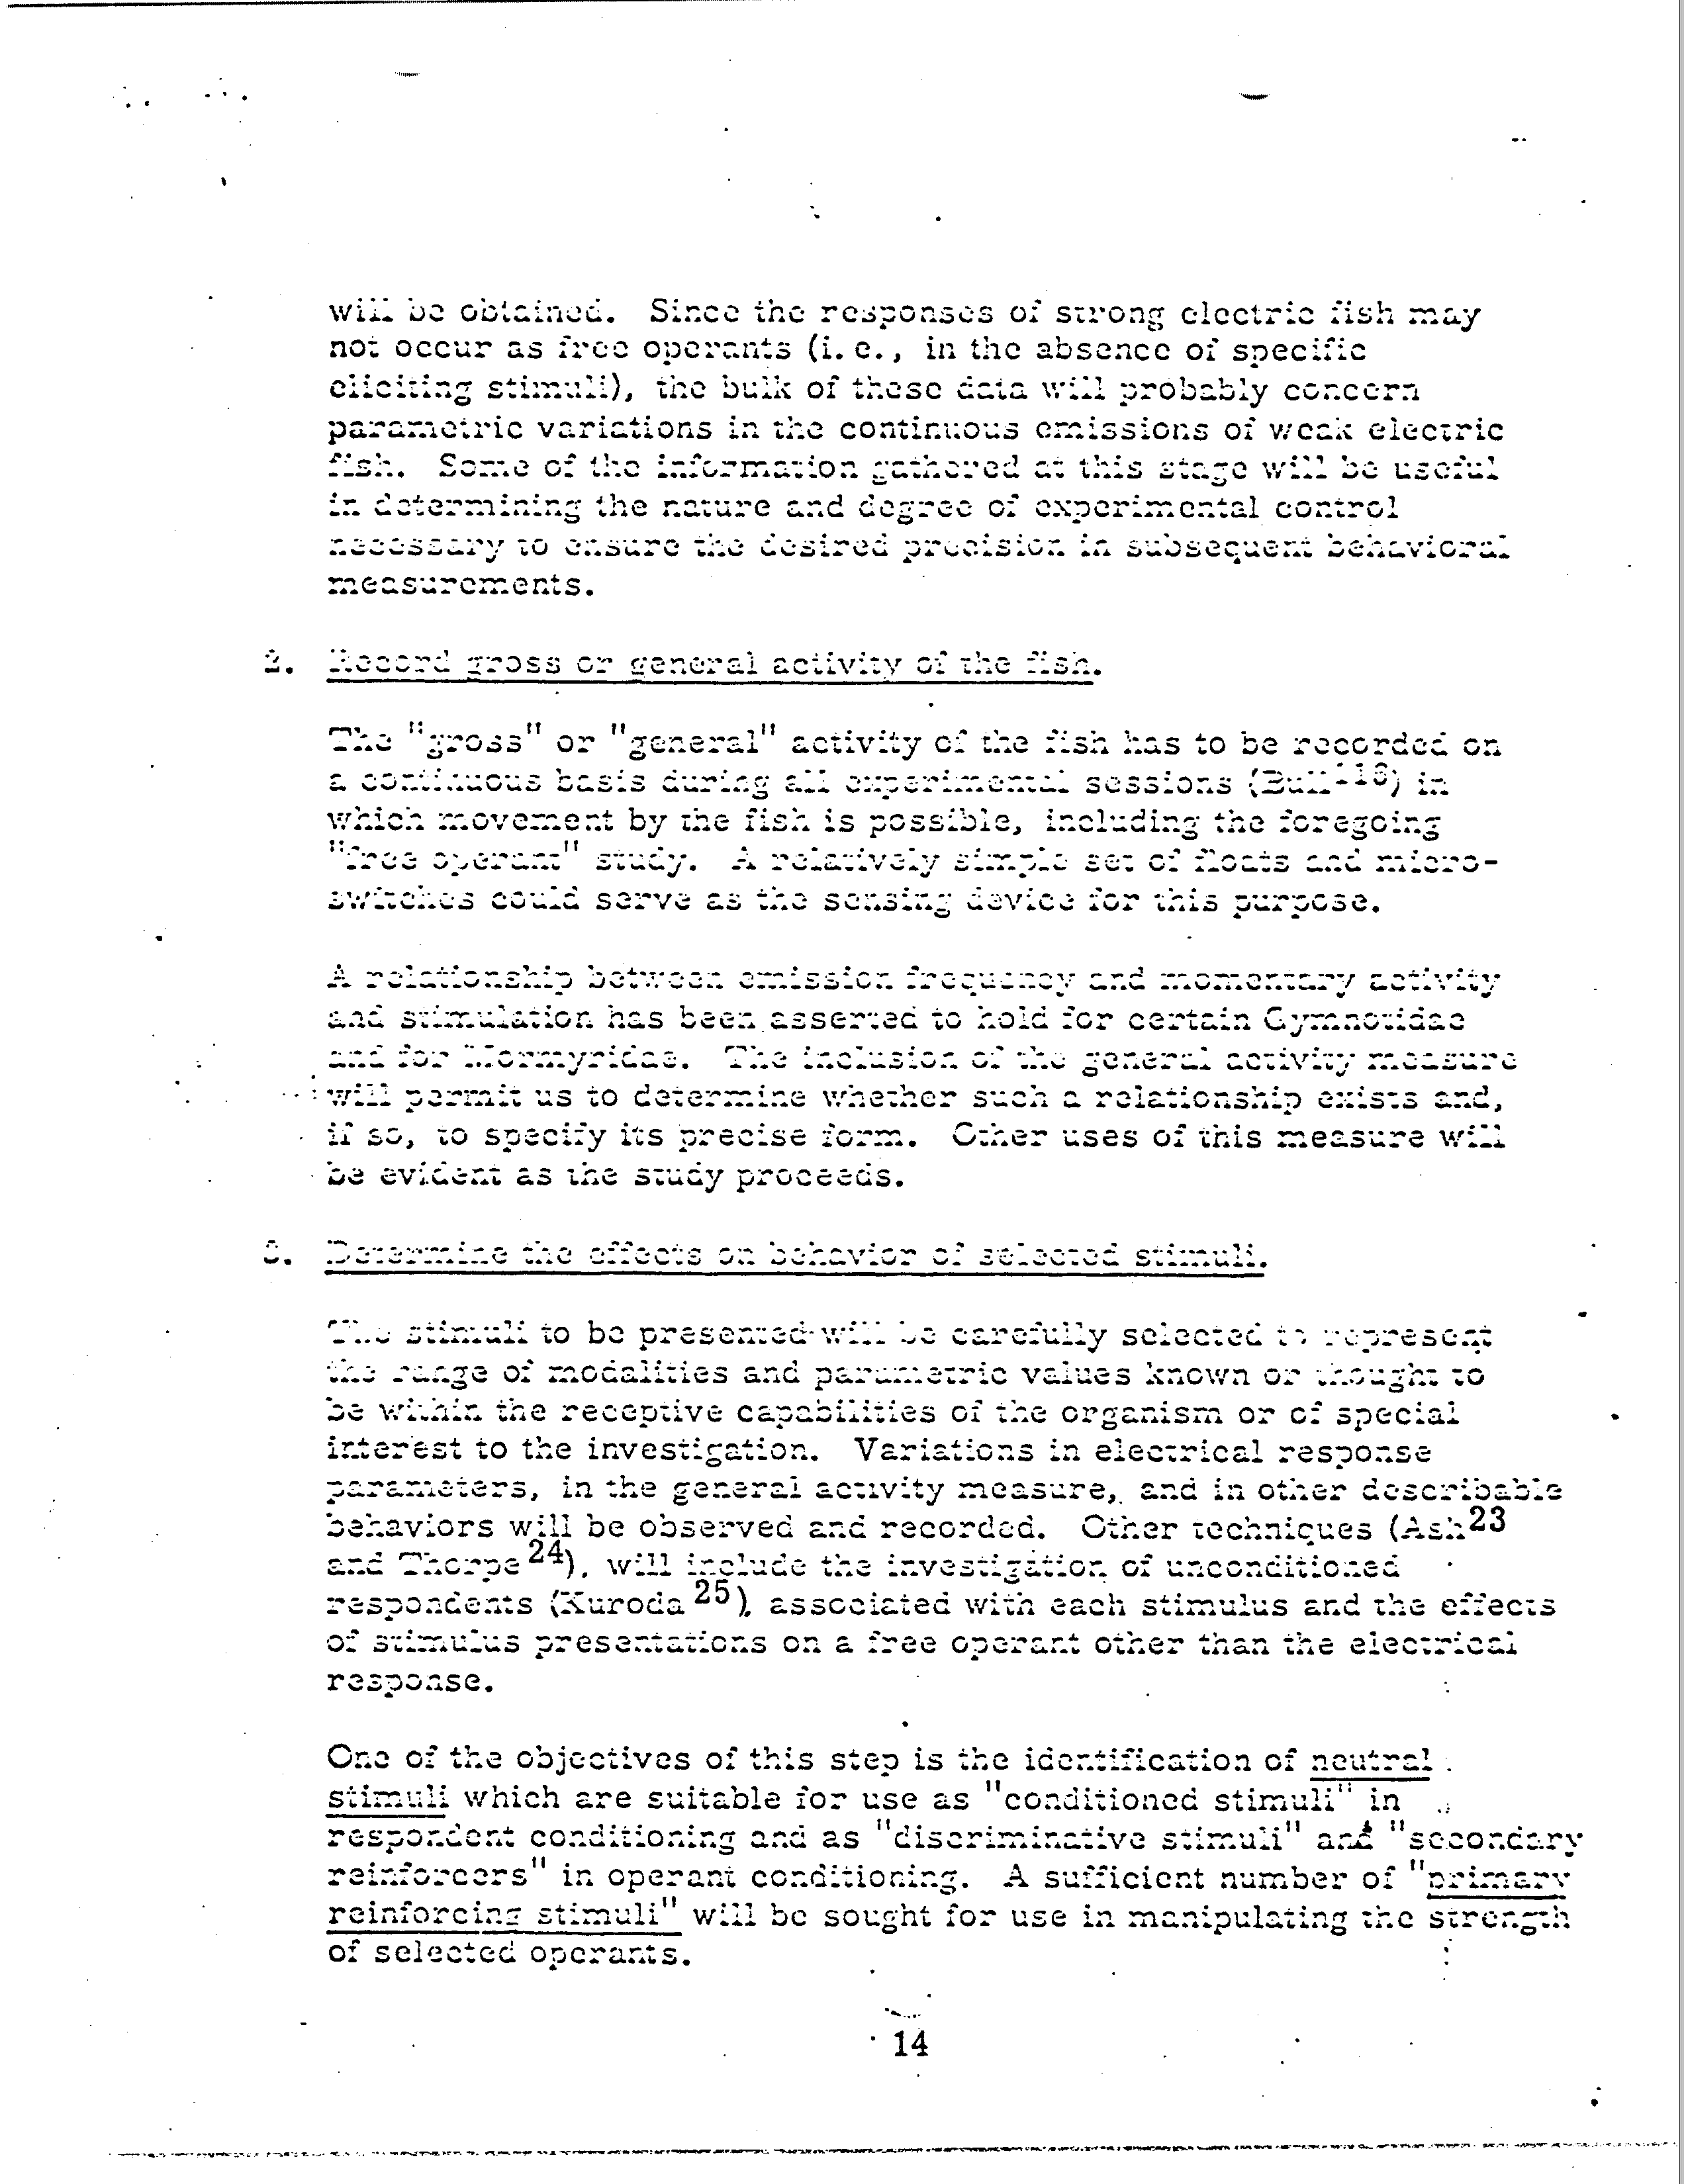 will be obtained. Since the responses of strong electric fish may
not occur as free operants (i. e., in the absence of specific
eliciting stimuli), the bulk of these data will probably concern
parametric variations in the continuous emissions of weak electric
fish. Some of the information gathered at this stage will be useful
in determining the nature and degree of experimental control
necessary to ensure the desired precision in subsequent behavioral
measurements.
2. Record gross or general activity of the fish.
The "gross" or "general" activity of the fish has to be recorded on
a continuous basis during all experimental sessions (Bull) in
which movement by the fish is possible, including the foregoing
"free operant" study. A relatively simple set of floats and micro-
switches could serve as the sensing device for this purpose.
A relationship between emission frequency and momentary activity
and stimulation has been asserted to hold for certain Gymnotidae
and for Mormyridae. The inclusion of the general activity measure
will permit us to determine whether such a relationship exists and,
if so, to specify its precise form. Other uses of this measure will
be evident as the study proceeds.
3. Determine the effects on behavior of selected stimuli.
The stimuli to be presented will be carefully selected to represent
the range of modalities and parametric values known or thought to
be within the receptive capabilities of the organism or of special
interest to the investigation. Variations in electrical response
parameters, in the general activity measure, and in other describable
behaviors will be observed and recorded. Other techniques (Ash23
and Thorpe24), will include the investigation of unconditioned
respondents (Kuroda25), associated with each stimulus and the effects
of stimulus presentations on a free operant other than the electrical
response.
One of the objectives of this step is the identification of neutral
stimuli which are suitable for use as "conditioned stimuli" in
respondent conditioning and as "discriminative stimuli" and "secondary
reinforcers" in operant conditioning. A sufficient number of "primary
reinforcing stimuli" will be sought for use in manipulating the strength
of selected operants.
14